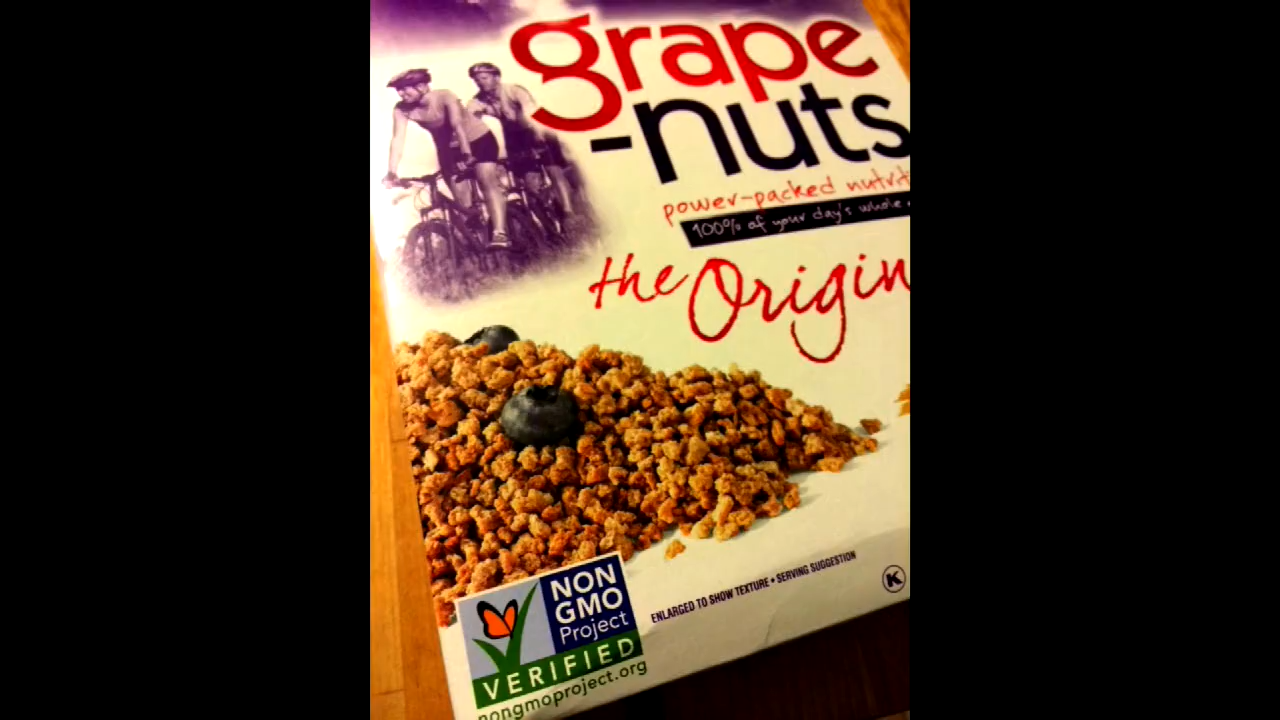 grape
-nuts
power-packed nutriti
100% of your day's whole
the Origin
ENLARGED TO SHOW TEXTURE • SERVING SUGGESTION
K
NON
GMO
Project
VERIFIED
nongmoproject.org